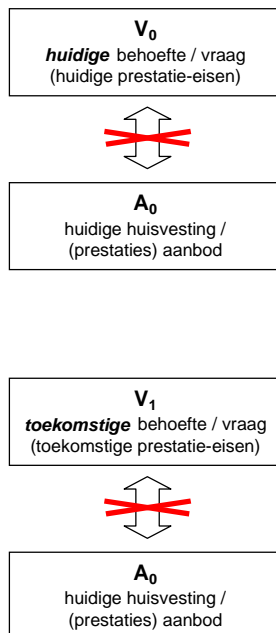 V₀
huidige behoefte / vraag
(huidige prestatie-eisen)
A₀
huidige huisvesting /
(prestaties) aanbod
V₁
toekomstige behoefte / vraag
(toekomstige prestatie-eisen)
A₀
huidige huisvesting /
(prestaties) aanbod